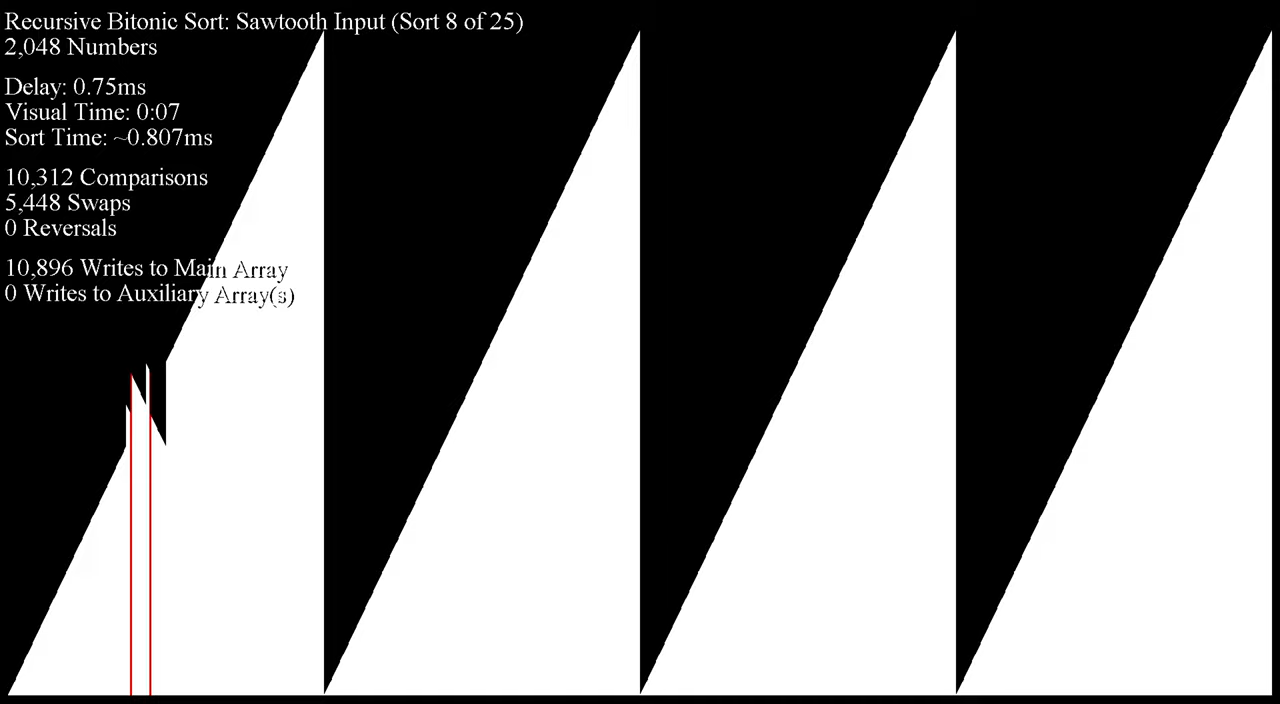 Recursive Bitonic Sort: Sawtooth Input (Sort 8 of 25)
2,048 Numbers
Delay: 0.75ms
Visual Time: 0:07
Sort Time: ~0.807ms
10,312 Comparisons
5,448 Swaps
0 Reversals
10,896 Writes to Main Array
0 Writes to Auxiliary Array(s)